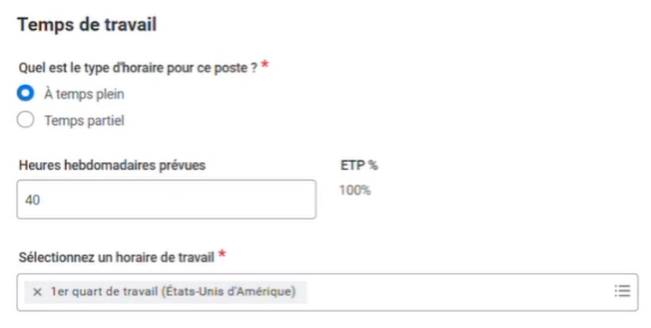 Temps de travail
Quel est le type d'horaire pour ce poste ? *
À temps plein
Temps partiel
Heures hebdomadaires prévues
ETP %
40
100%
Sélectionnez un horaire de travail *
× 1er quart de travail (États-Unis d'Amérique)